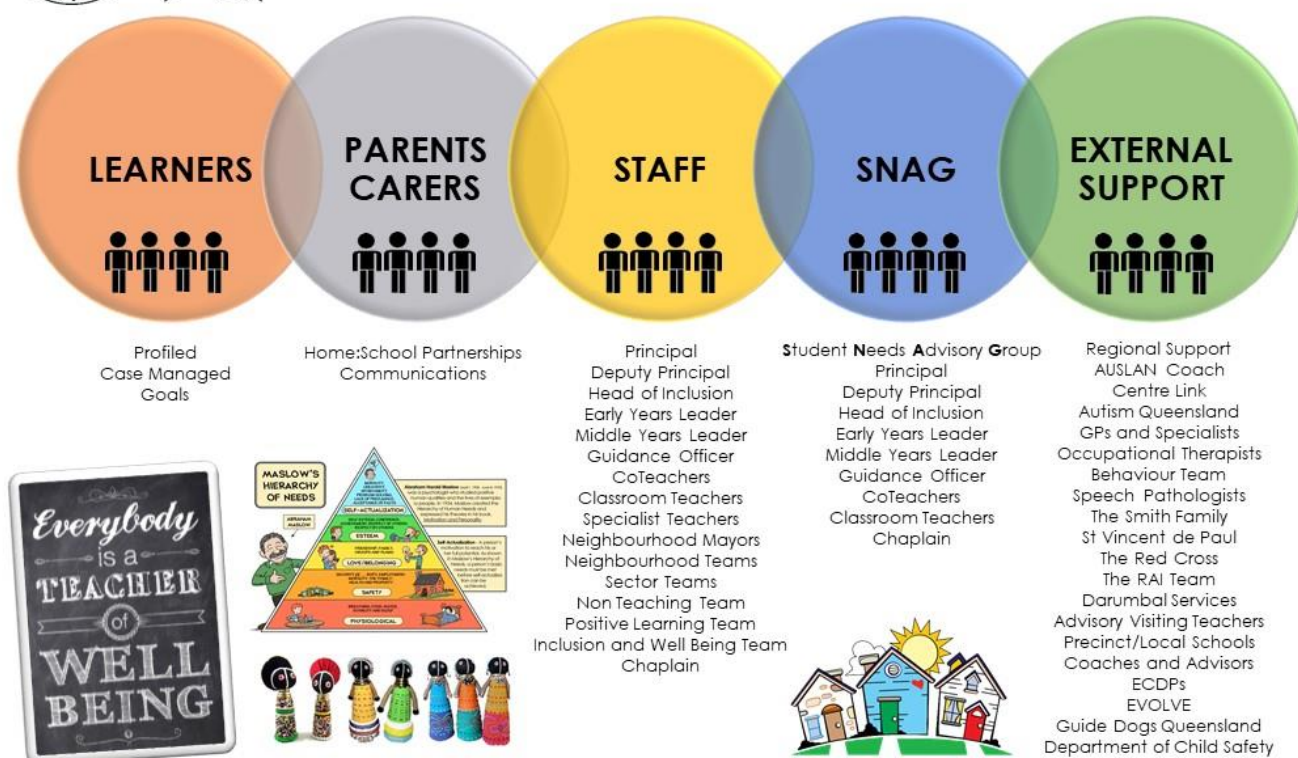 LEARNERS
PARENTS
CARERS
STAFF
SNAG
EXTERNAL
SUPPORT
Profiled
Case Managed
Goals
Home:School Partnerships
Communications
Principal
Deputy Principal
Head of Inclusion
Early Years Leader
Middle Years Leader
Guidance Officer
CoTeachers
Classroom Teachers
Specialist Teachers
Neighbourhood Mayors
Neighbourhood Teams
Sector Teams
Non Teaching Team
Positive Learning Team
Inclusion and Well Being Team
Chaplain
Student Needs Advisory Group
Principal
Deputy Principal
Head of Inclusion
Early Years Leader
Middle Years Leader
Guidance Officer
CoTeachers
Classroom Teachers
Chaplain
Regional Support
AUSLAN Coach
Centre Link
Autism Queensland
GPs and Specialists
Occupational Therapists
Behaviour Team
Speech Pathologists
The Smith Family
St Vincent de Paul
The Red Cross
The RAI Team
Darumbal Services
Advisory Visiting Teachers
Precinct/Local Schools
Coaches and Advisors
ECDPs
EVOLVE
Guide Dogs Queensland
Department of Child Safety
Everybody
is a
TEACHER
of
WELL
BEING
MASLOW'S
HIERARCHY
OF NEEDS
ABRAHAM
MASLOW
SELF-ACTUALIZATION
ESTEEM
LOVE/BELONGING
SAFETY
PHYSIOLOGICAL